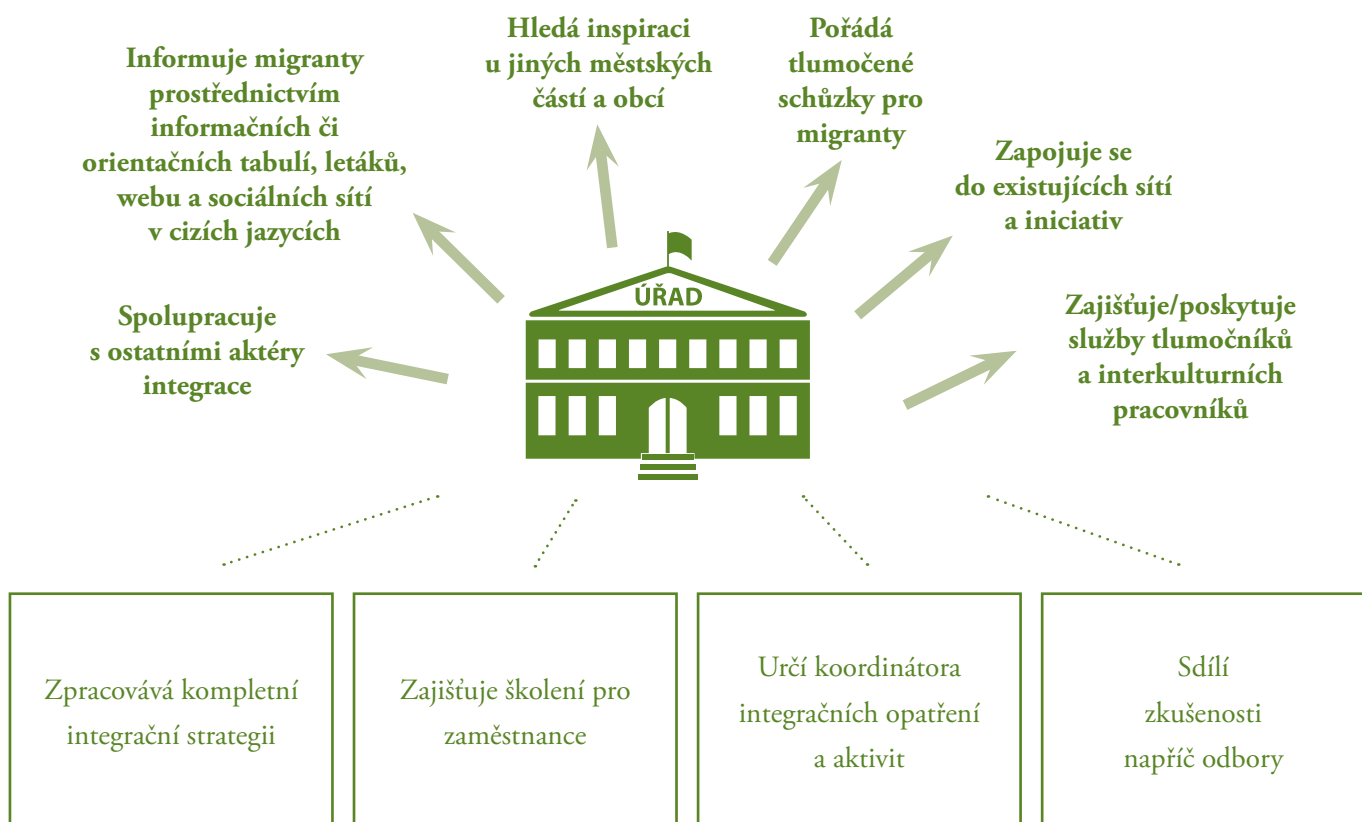 Informuje migranty
prostřednictvím
informačních či
orientačních tabulí, letáků,
webu a sociálních sítí
v cizích jazycích
Hledá inspiraci
u jiných městských
částí a obcí
Pořádá
tlumočené
schůzky pro
migranty
Zapojuje se
do existujících sítí
a iniciativ
Spolupracuje
s ostatními aktéry
integrace
ÚŘAD
Zajišťuje/poskytuje
služby tlumočníků
a interkulturních
pracovníků
Zpracovává kompletní
integrační strategii
Zajišťuje školení pro
zaměstnance
Určí koordinátora
integračních opatření
a aktivit
Sdílí
zkušenosti
napříč odbory